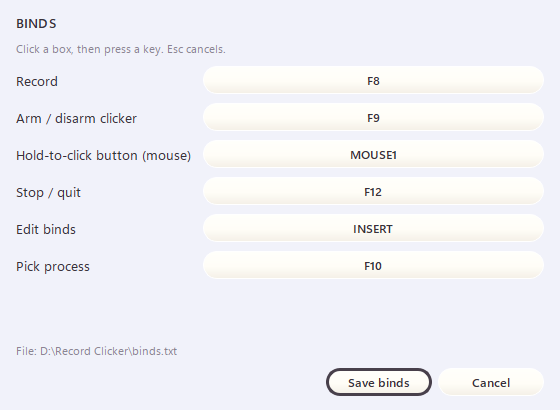 BINDS
Click a box, then press a key. Esc cancels.
Record F8
Arm / disarm clicker F9
Hold-to-click button (mouse) MOUSE1
Stop / quit F12
Edit binds INSERT
Pick process F10
File: D:\Record Clicker\binds.txt
Save binds Cancel